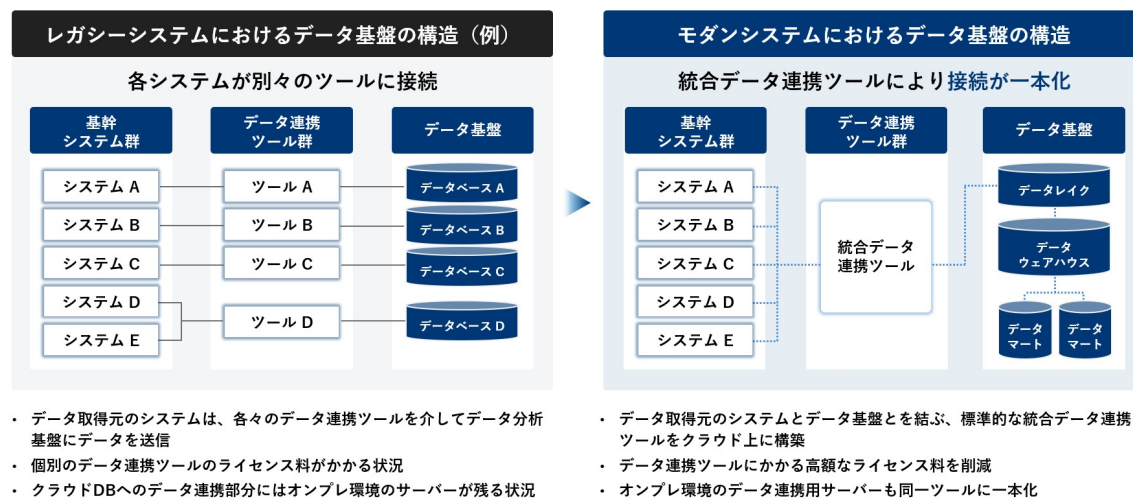 レガシーシステムにおけるデータ基盤の構造（例）
各システムが別々のツールに接続
基幹
システム群
データ連携
ツール群
データ基盤
システム A
ツール A
データベース A
システム B
ツール B
データベース B
システム C
ツール C
データベース C
システム D
システム E
ツール D
データベース D
・ データ取得元のシステムは、各々のデータ連携ツールを介してデータ分析
基盤にデータを送信
・ 個別のデータ連携ツールのライセンス料がかかる状況
・ クラウドDBへのデータ連携部分にはオンプレ環境のサーバーが残る状況
モダンシステムにおけるデータ基盤の構造
統合データ連携ツールにより接続が一本化
基幹
システム群
データ連携
ツール群
データ基盤
システム A
システム B
システム C
システム D
システム E
統合データ
連携ツール
データレイク
データ
ウェアハウス
データ
マート
データ
マート
・ データ取得元のシステムとデータ基盤とを結ぶ、標準的な統合データ連携
ツールをクラウド上に構築
・ データ連携ツールにかかる高額なライセンス料を削減
・ オンプレ環境のデータ連携用サーバーも同一ツールに一本化